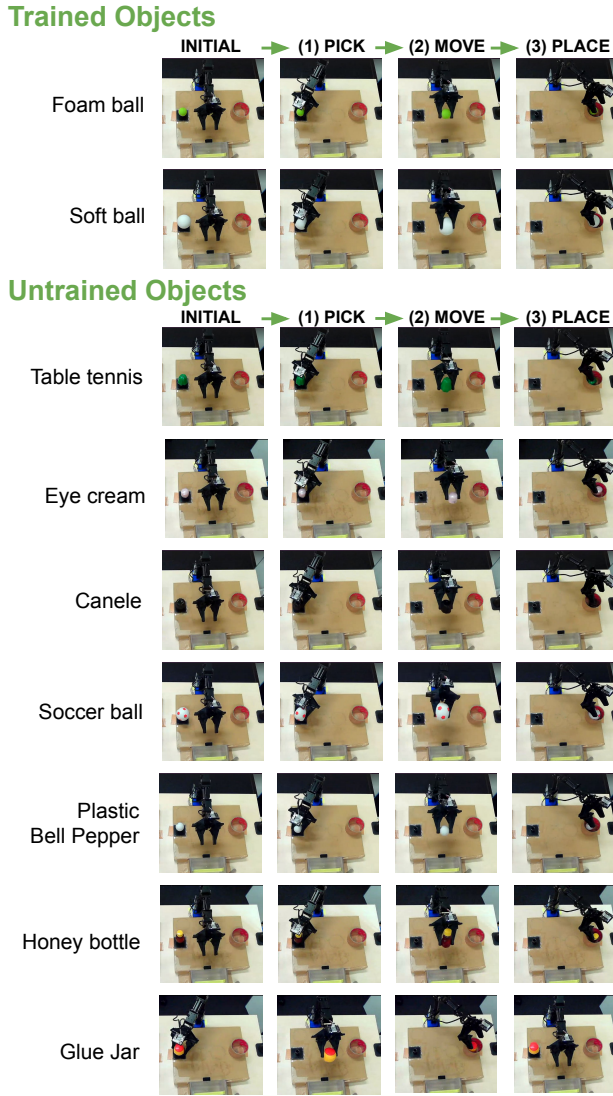 Trained Objects
INITIAL (1) PICK (2) MOVE (3) PLACE
Foam ball
Soft ball
Untrained Objects
INITIAL (1) PICK (2) MOVE (3) PLACE
Table tennis
Eye cream
Canele
Soccer ball
Plastic
Bell Pepper
Honey bottle
Glue Jar